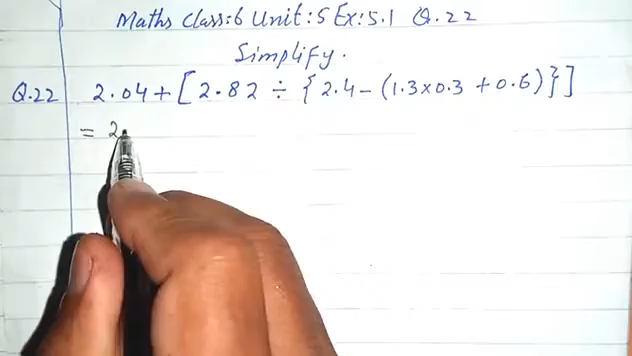 Maths Class:6 Unit:5 Ex:5.1 Q.22
Simplify.
Q.22 2.04+[2.82÷{2.4-(1.3×0.3+0.6)}]
= 2.